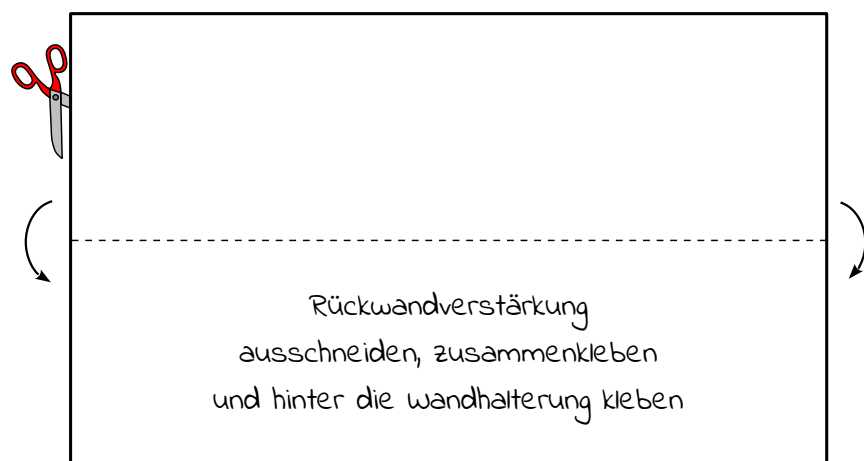 Rückwandverstärkung
ausschneiden, zusammenkleben
und hinter die Wandhalterung kleben